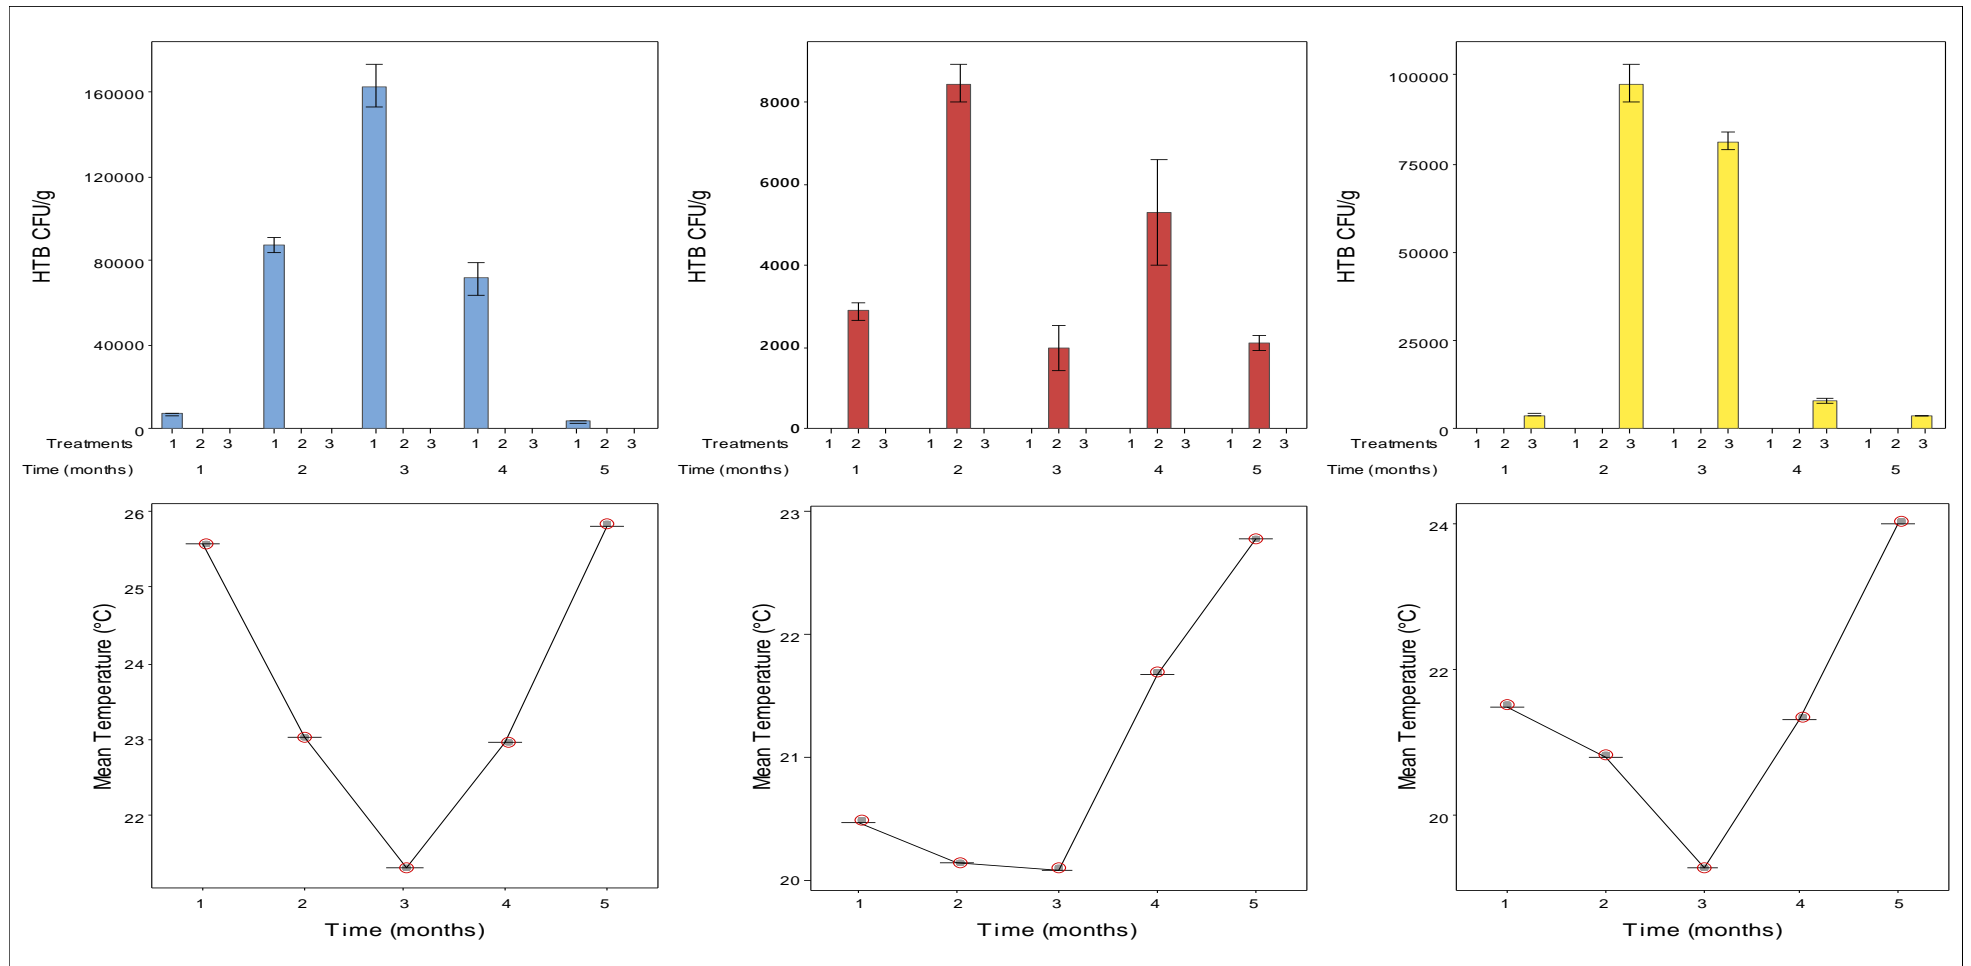 HTB CFU/g
160000
120000
80000
40000
0
Treatments 1 2 3 1 2 3 1 2 3 1 2 3 1 2 3
Time (months) 1 2 3 4 5
HTB CFU/g
8000
6000
4000
2000
0
Treatments 1 2 3 1 2 3 1 2 3 1 2 3 1 2 3
Time (months) 1 2 3 4 5
HTB CFU/g
100000
75000
50000
25000
0
Treatments 1 2 3 1 2 3 1 2 3 1 2 3 1 2 3
Time (months) 1 2 3 4 5
Mean Temperature (ºC)
26
25
24
23
22
1 2 3 4 5
Time (months)
Mean Temperature (ºC)
23
22
21
20
1 2 3 4 5
Time (months)
Mean Temperature (ºC)
24
22
20
1 2 3 4 5
Time (months)